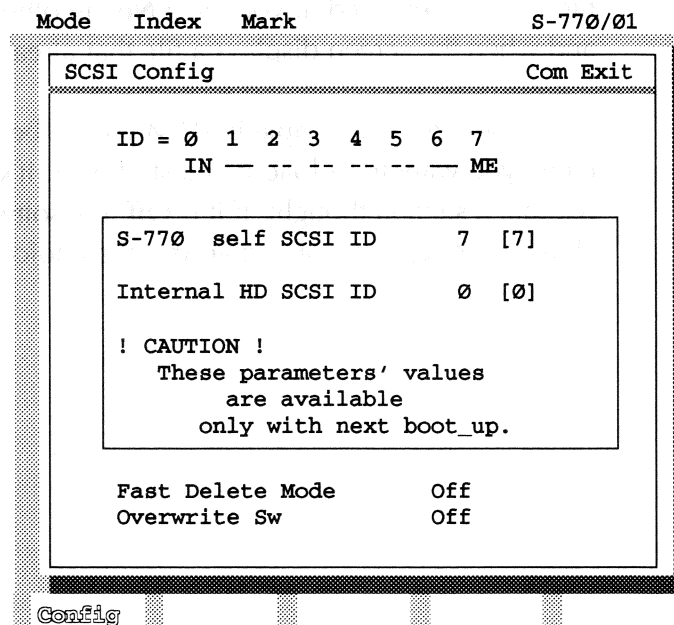 Mode Index Mark S-77Ø/Ø1
SCSI Config Com Exit
ID = Ø 1 2 3 4 5 6 7
IN — -- -- -- -- — ME
S-77Ø self SCSI ID 7 [7]
Internal HD SCSI ID Ø [Ø]
! CAUTION !
These parameters' values
are available
only with next boot_up.
Fast Delete Mode Off
Overwrite Sw Off
Config